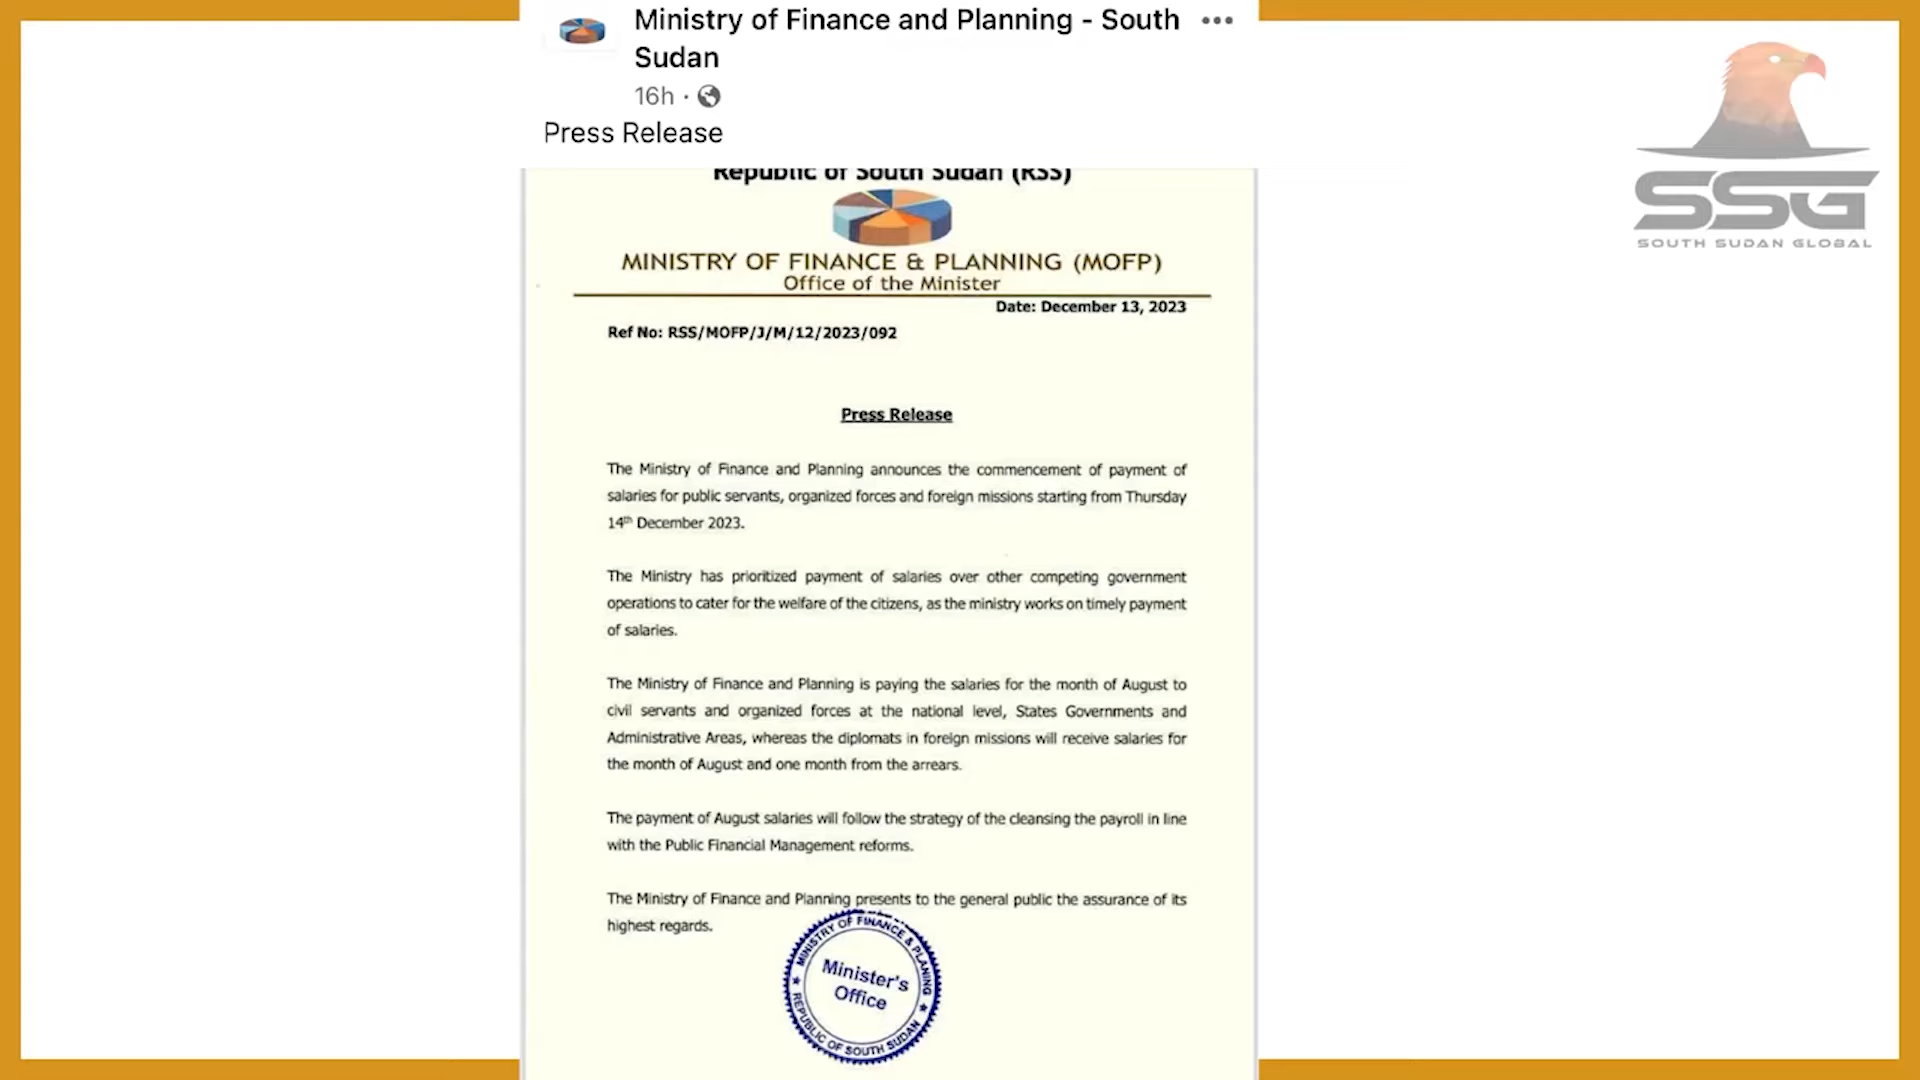 Ministry of Finance and Planning - South
Sudan
16h ·
Press Release
Republic of South Sudan (RSS)
MINISTRY OF FINANCE & PLANNING (MOFP)
Office of the Minister
Date: December 13, 2023
Ref No: RSS/MOFP/J/M/12/2023/092
Press Release
The Ministry of Finance and Planning announces the commencement of payment of
salaries for public servants, organized forces and foreign missions starting from Thursday
14th December 2023.
The Ministry has prioritized payment of salaries over other competing government
operations to cater for the welfare of the citizens, as the ministry works on timely payment
of salaries.
The Ministry of Finance and Planning is paying the salaries for the month of August to
civil servants and organized forces at the national level, States Governments and
Administrative Areas, whereas the diplomats in foreign missions will receive salaries for
the month of August and one month from the arrears.
The payment of August salaries will follow the strategy of the cleansing the payroll in line
with the Public Financial Management reforms.
The Ministry of Finance and Planning presents to the general public the assurance of its
highest regards.
MINISTRY OF FINANCE & PLANNING
Minister's
Office
REPUBLIC OF SOUTH SUDAN
SSG
SOUTH SUDAN GLOBAL